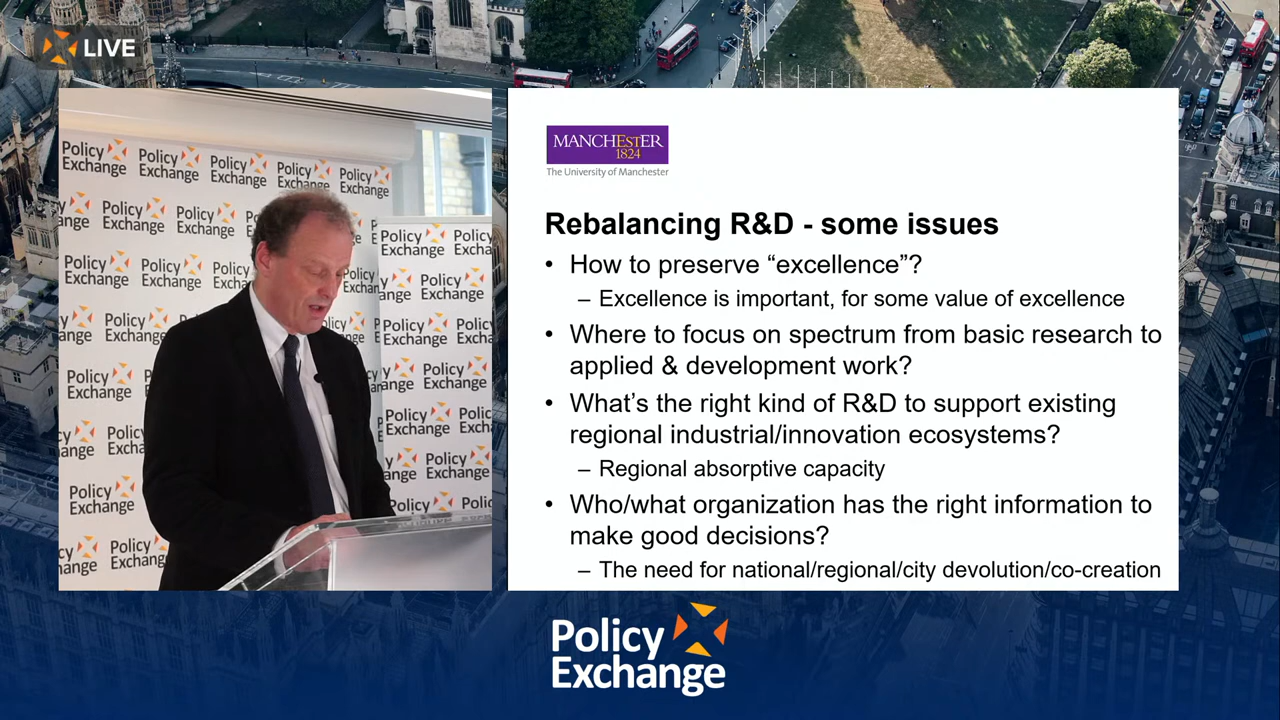 LIVE
Policy Exchange
MANCHESTER
1824
The University of Manchester
Rebalancing R&D - some issues
• How to preserve “excellence”?
– Excellence is important, for some value of excellence
• Where to focus on spectrum from basic research to
applied & development work?
• What’s the right kind of R&D to support existing
regional industrial/innovation ecosystems?
– Regional absorptive capacity
• Who/what organization has the right information to
make good decisions?
– The need for national/regional/city devolution/co-creation
Policy
Exchange